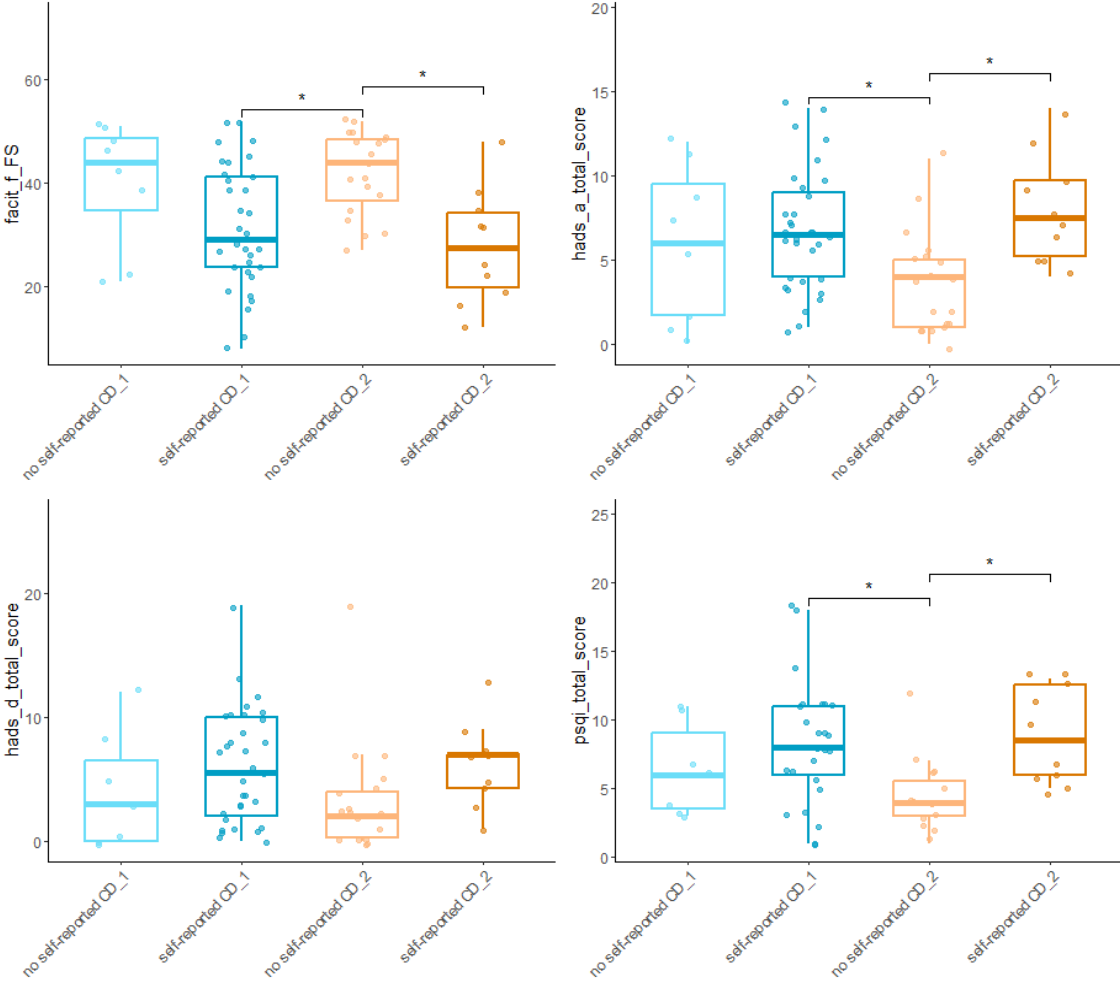 facit_f_FS
60
40
20
*
*
no self-reported CD_1
self-reported CD_1
no self-reported CD_2
self-reported CD_2
hads_a_total_score
20
15
10
5
0
*
*
no self-reported CD_1
self-reported CD_1
no self-reported CD_2
self-reported CD_2
hads_d_total_score
20
10
0
no self-reported CD_1
self-reported CD_1
no self-reported CD_2
self-reported CD_2
psqi_total_score
25
20
15
10
5
0
*
*
no self-reported CD_1
self-reported CD_1
no self-reported CD_2
self-reported CD_2